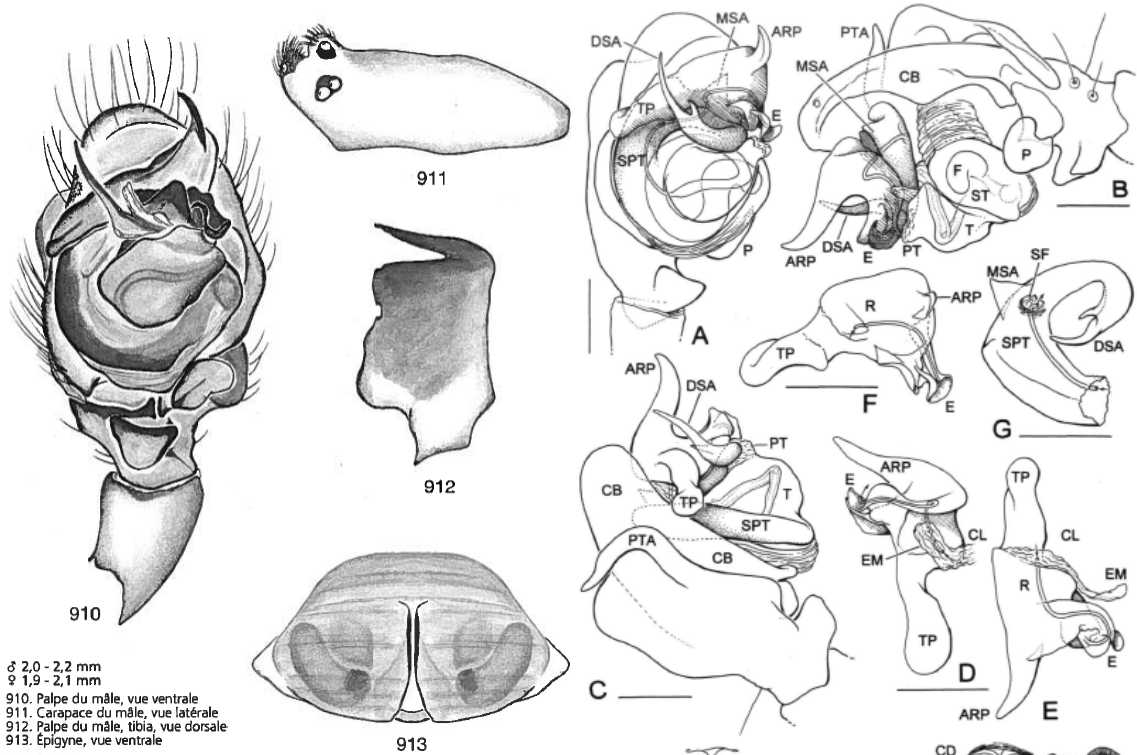 910
911
912
913
♂ 2,0 - 2,2 mm
♀ 1,9 - 2,1 mm
910. Palpe du mâle, vue ventrale
911. Carapace du mâle, vue latérale
912. Palpe du mâle, tibia, vue dorsale
913. Épigyne, vue ventrale
DSA
MSA
ARP
TP
E
SPT
P
A
PTA
MSA
CB
P
F
ST
T
B
ARP
DSA
E
PT
R
ARP
TP
E
F
SF
MSA
SPT
DSA
G
ARP
DSA
PT
CB
TP
T
SPT
PTA
CB
C
ARP
E
CL
EM
TP
D
TP
CL
EM
R
E
ARP
E
CD